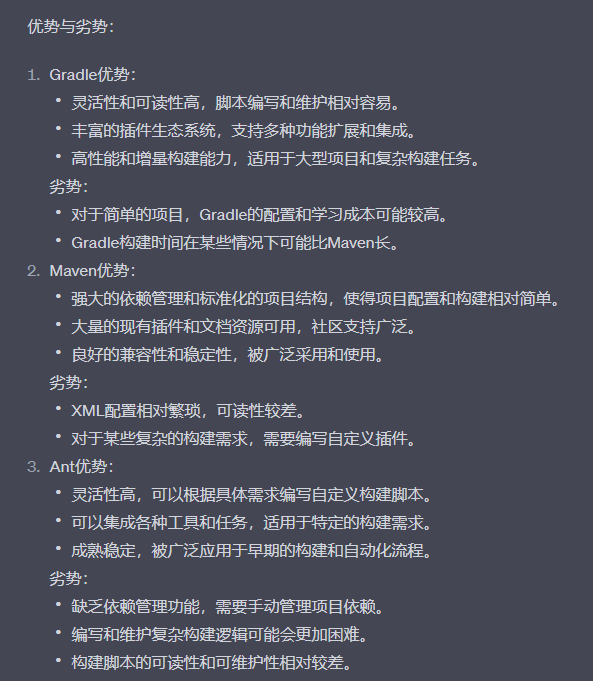 优势与劣势：
1. Gradle优势：
• 灵活性和可读性高，脚本编写和维护相对容易。
• 丰富的插件生态系统，支持多种功能扩展和集成。
• 高性能和增量构建能力，适用于大型项目和复杂构建任务。
劣势：
• 对于简单的项目，Gradle的配置和学习成本可能较高。
• Gradle构建时间在某些情况下可能比Maven长。
2. Maven优势：
• 强大的依赖管理和标准化的项目结构，使得项目配置和构建相对简单。
• 大量的现有插件和文档资源可用，社区支持广泛。
• 良好的兼容性和稳定性，被广泛采用和使用。
劣势：
• XML配置相对繁琐，可读性较差。
• 对于某些复杂的构建需求，需要编写自定义插件。
3. Ant优势：
• 灵活性高，可以根据具体需求编写自定义构建脚本。
• 可以集成各种工具和任务，适用于特定的构建需求。
• 成熟稳定，被广泛应用于早期的构建和自动化流程。
劣势：
• 缺乏依赖管理功能，需要手动管理项目依赖。
• 编写和维护复杂构建逻辑可能会更加困难。
• 构建脚本的可读性和可维护性相对较差。